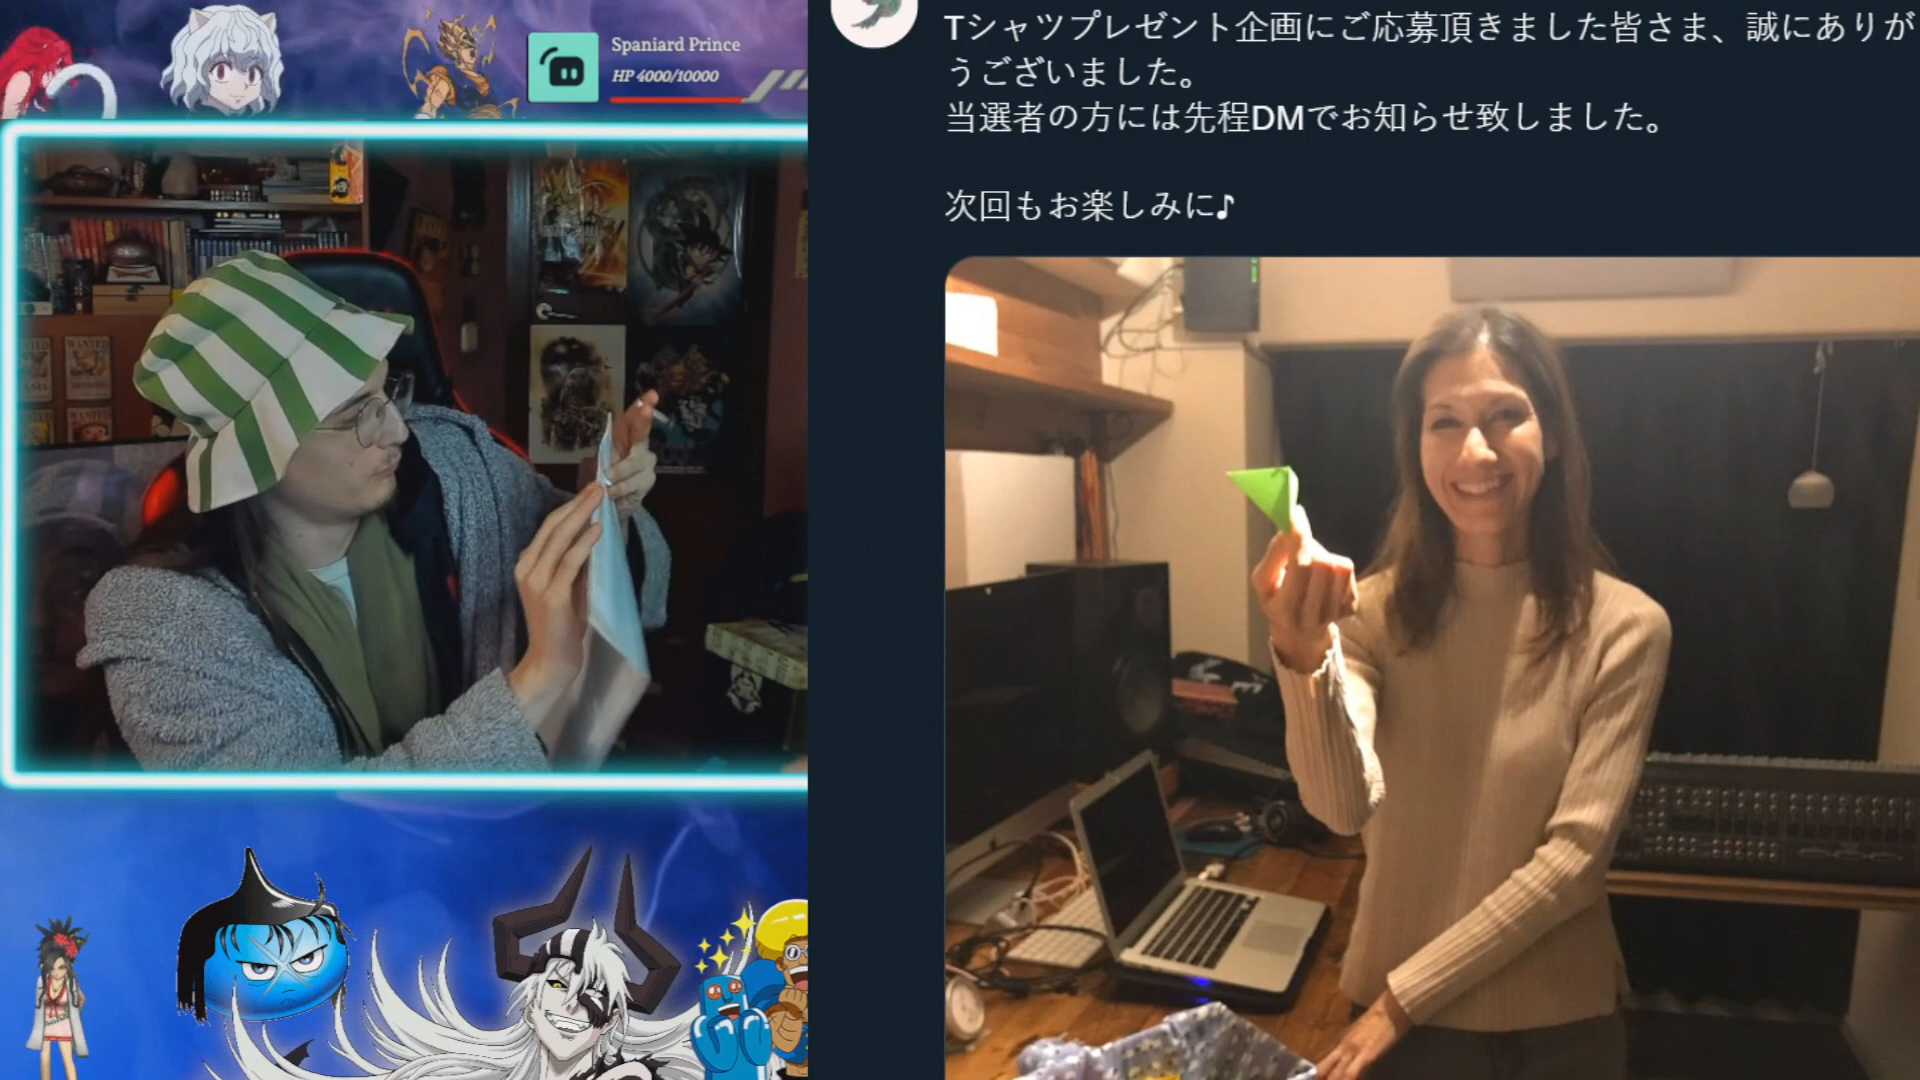 Spaniard Prince
HP 4000/10000
WANTED
WANTED
WANTED
Tシャツプレゼント企画にご応募頂きました皆さま、誠にありが
うございました。
当選者の方には先程DMでお知らせ致しました。
次回もお楽しみに♪